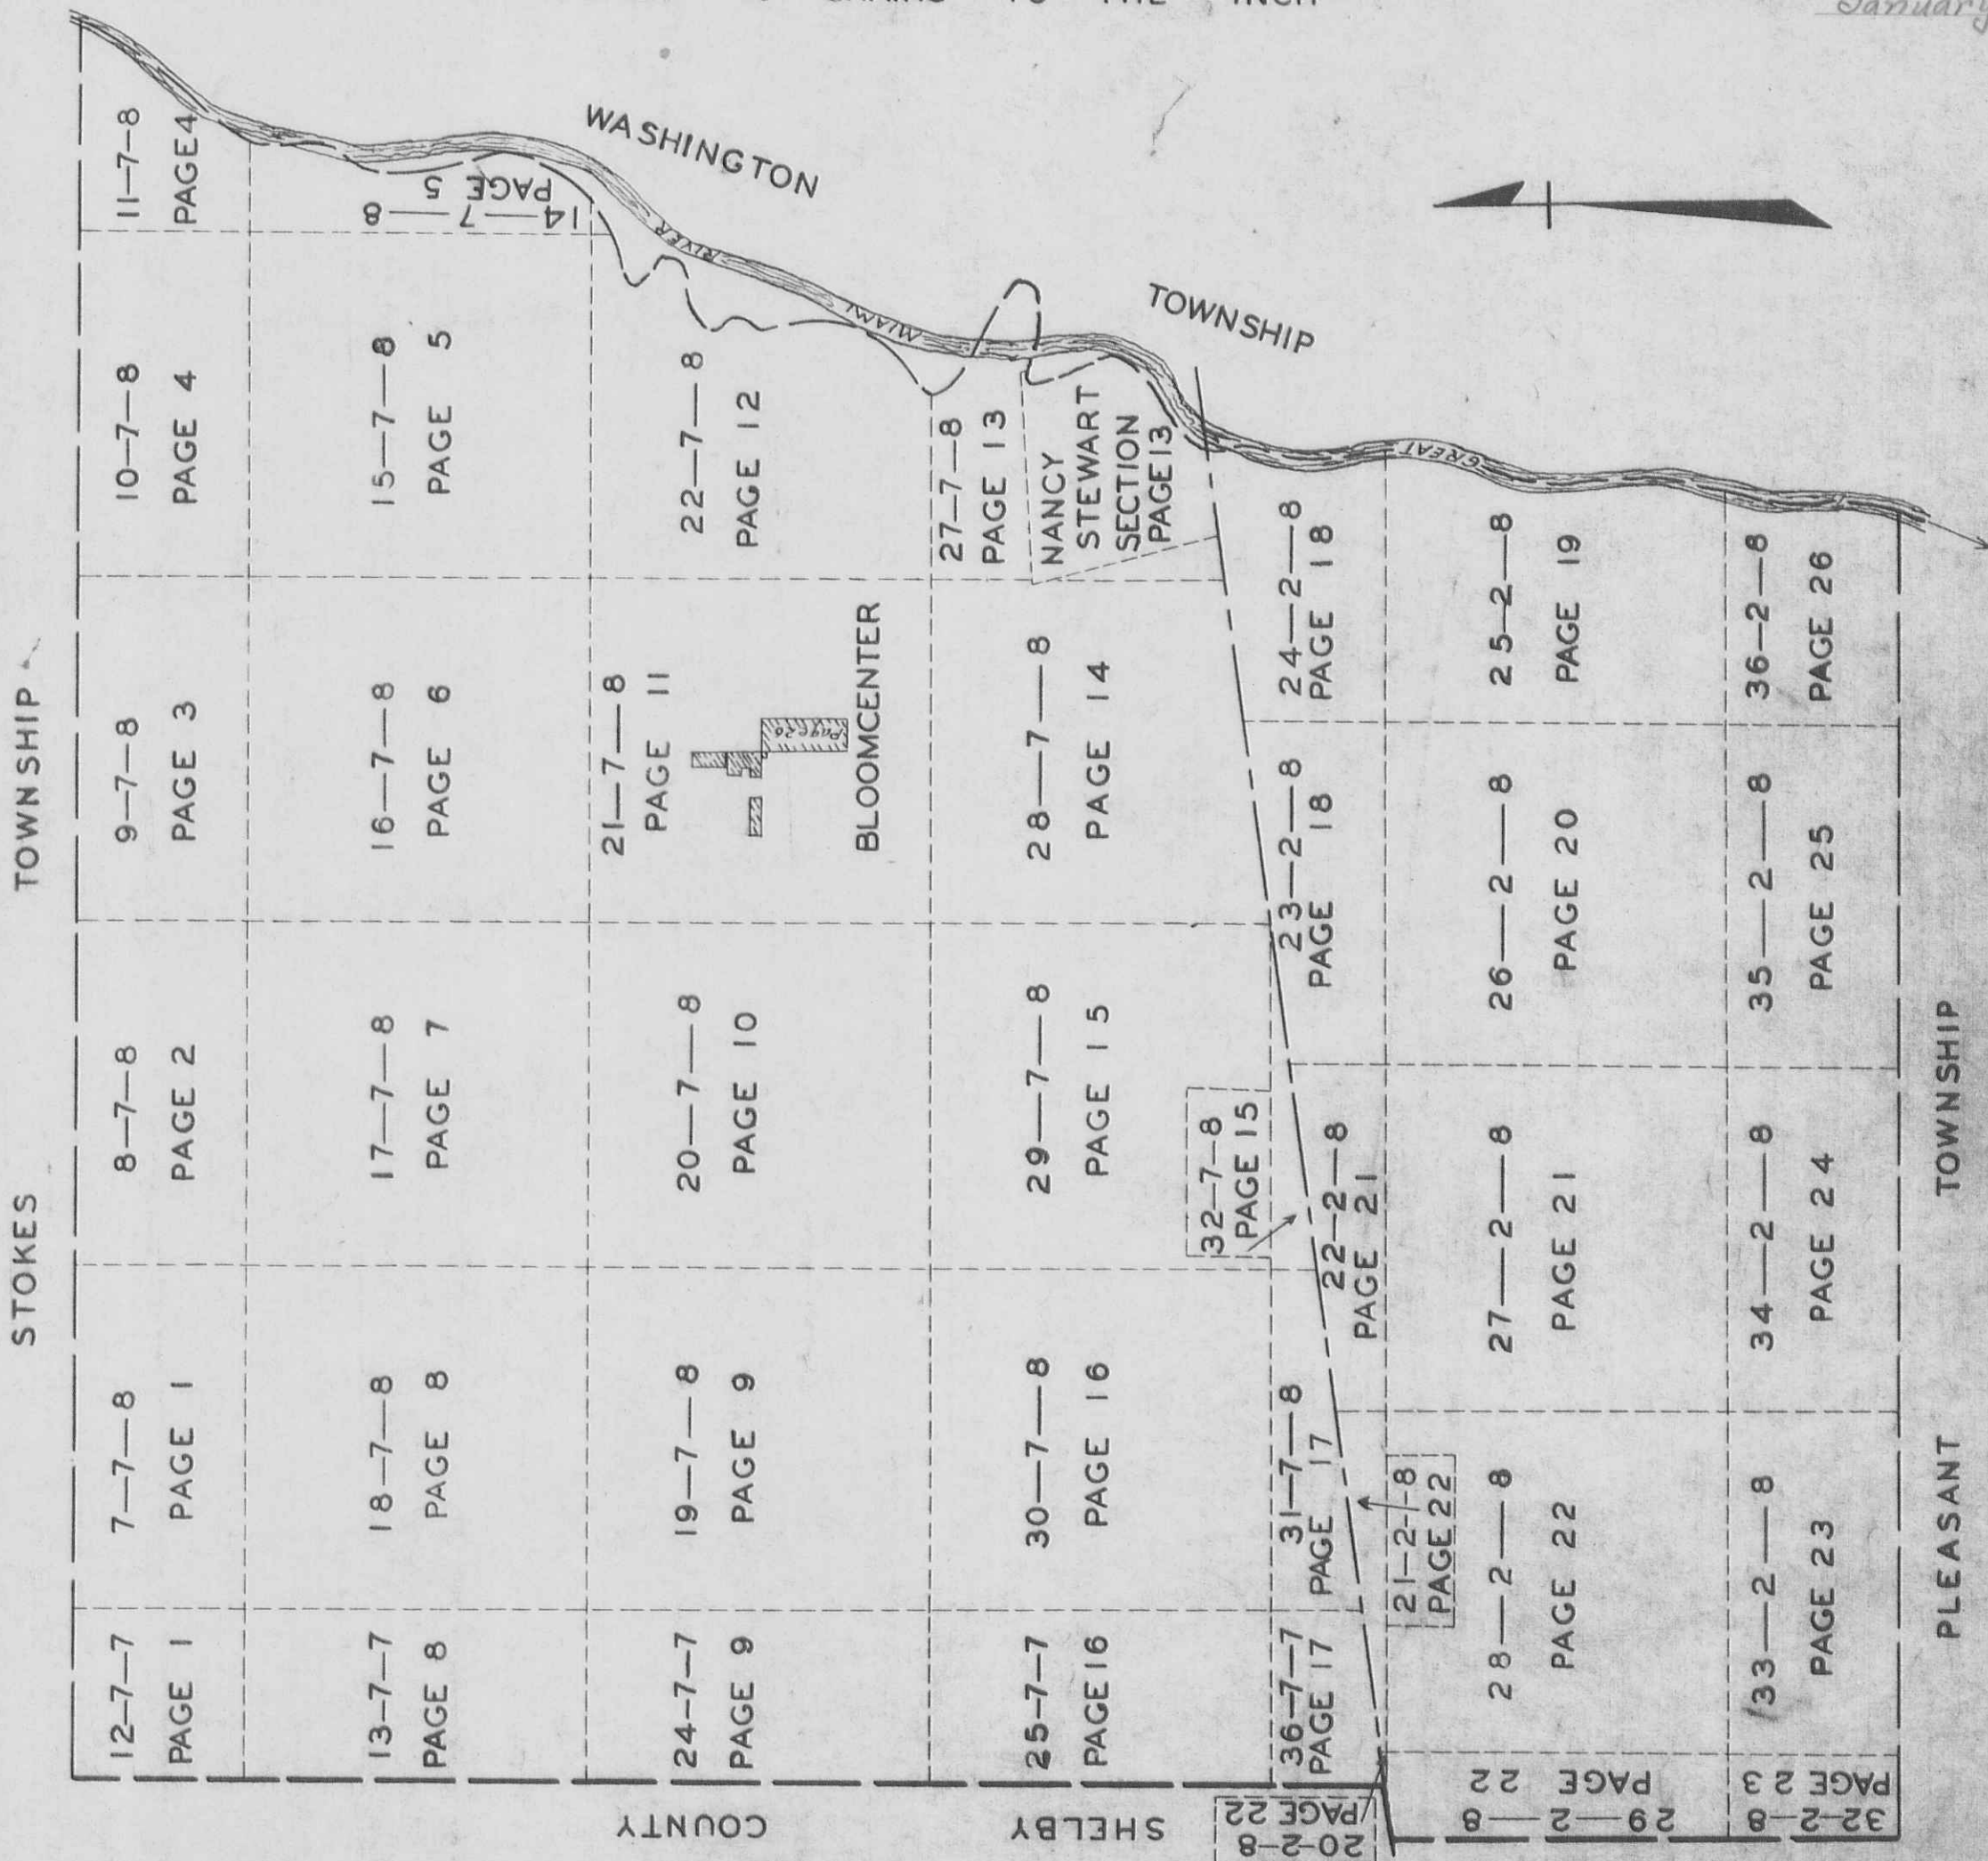 January
STOKES TOWNSHIP
12—7—7
PAGE 1
7—7—8
PAGE 1
8—7—8
PAGE 2
9—7—8
PAGE 3
10—7—8
PAGE 4
11—7—8
PAGE 4
13—7—7
PAGE 8
18—7—8
PAGE 8
17—7—8
PAGE 7
16—7—8
PAGE 6
15—7—8
PAGE 5
14—7—8
PAGE 5
24—7—7
PAGE 9
19—7—8
PAGE 9
20—7—8
PAGE 10
21—7—8
PAGE 11
Page 26
BLOOMCENTER
22—7—8
PAGE 12
WASHINGTON TOWNSHIP
GREAT MIAMI RIVER
25—7—7
PAGE 16
30—7—8
PAGE 16
29—7—8
PAGE 15
28—7—8
PAGE 14
27—7—8
PAGE 13
NANCY
STEWART
SECTION
PAGE 13
32—7—8
PAGE 15
36—7—7
PAGE 17
31—7—8
PAGE 17
22—2—8
PAGE 21
23—2—8
PAGE 18
24—2—8
PAGE 18
20—2—8
PAGE 22
21—2—8
PAGE 22
29—2—8
PAGE 22
28—2—8
PAGE 22
27—2—8
PAGE 21
26—2—8
PAGE 20
25—2—8
PAGE 19
32—2—8
PAGE 23
33—2—8
PAGE 23
34—2—8
PAGE 24
35—2—8
PAGE 25
36—2—8
PAGE 26
SHELBY COUNTY
PLEASANT TOWNSHIP